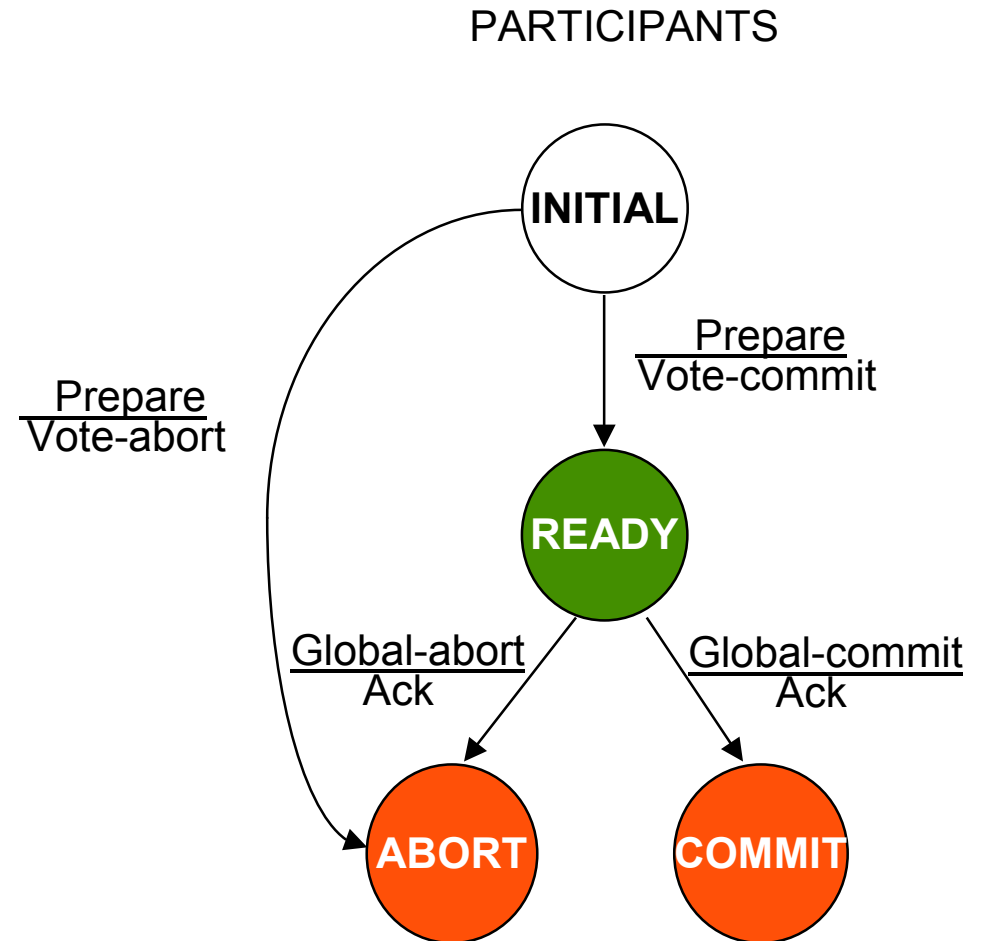 PARTICIPANTS
INITIAL
Prepare
Vote-commit
Prepare
Vote-abort
READY
Global-abort
Ack
Global-commit
Ack
ABORT
COMMIT